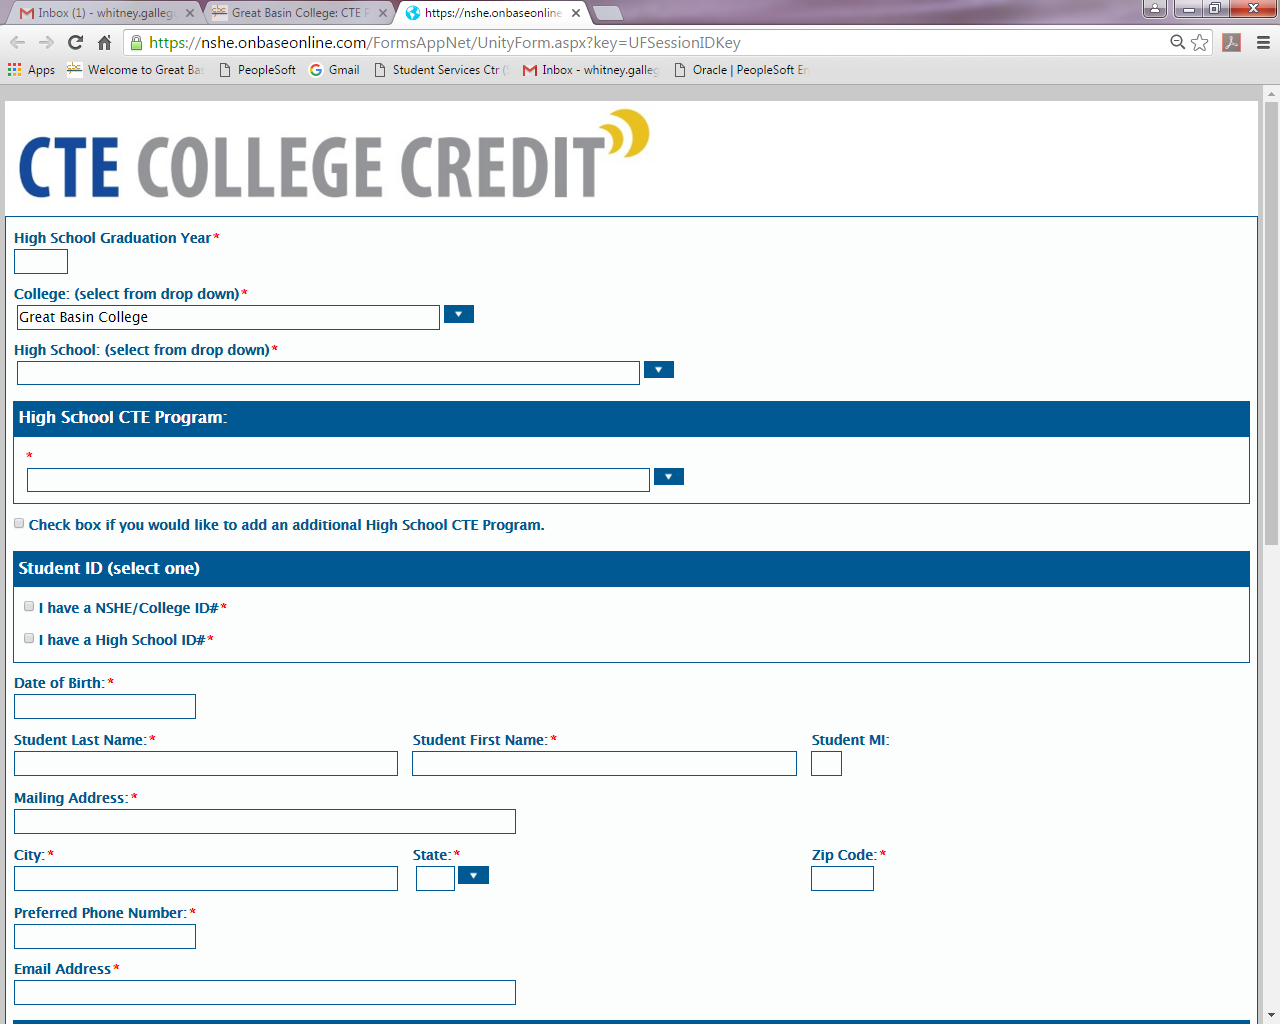 Inbox (1) - whitney.galleg
Great Basin College: CTE
https://nshe.onbaseonline
https://nshe.onbaseonline.com/FormsAppNet/UnityForm.aspx?key=UFSessionIDKey
Apps Welcome to Great Bas PeopleSoft Gmail Student Services Ctr Inbox - whitney.galleg Oracle | PeopleSoft En
CTE COLLEGE CREDIT
High School Graduation Year*
College: (select from drop down)*
Great Basin College
High School: (select from drop down)*
High School CTE Program:
*
Check box if you would like to add an additional High School CTE Program.
Student ID (select one)
I have a NSHE/College ID#*
I have a High School ID#*
Date of Birth:*
Student Last Name:* Student First Name:* Student MI:
Mailing Address:*
City:* State:* Zip Code:*
Preferred Phone Number:*
Email Address*